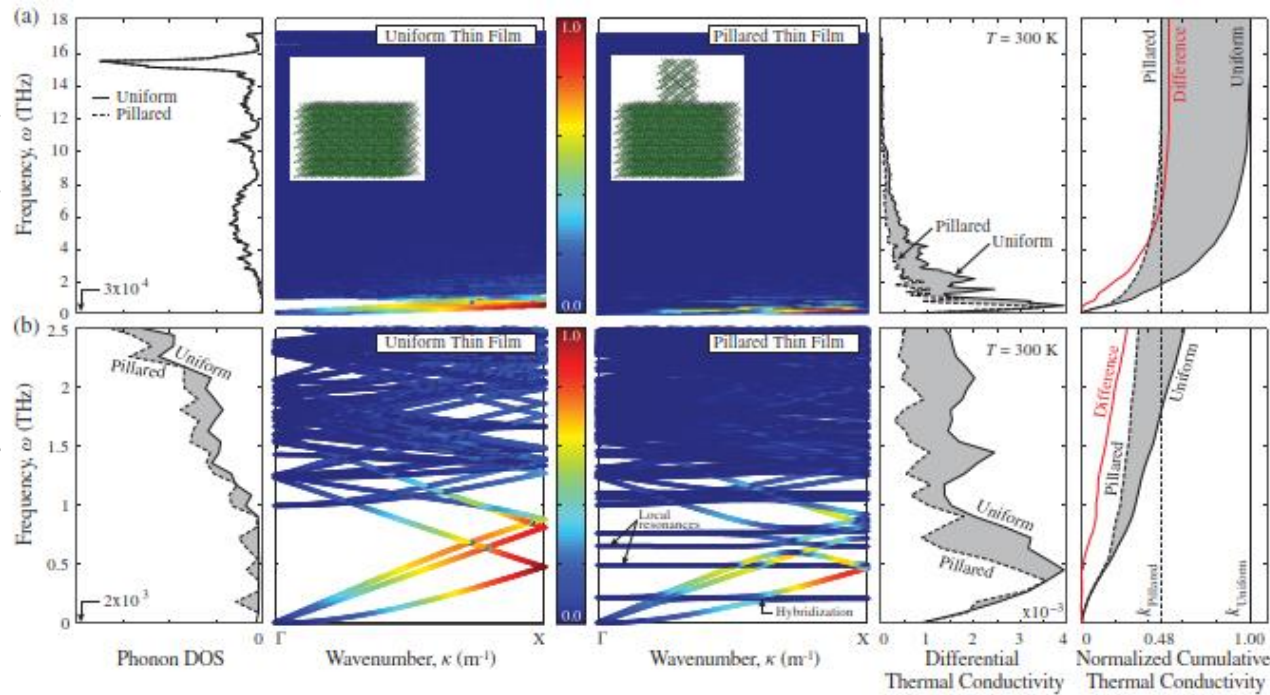 (a)
18
16
14
12
10
8
6
4
2
0
Frequency, ω (THz)
Uniform
Pillared
3x10⁴
Uniform Thin Film
1.0
0.0
Pillared Thin Film
T = 300 K
Pillared
Uniform
Pillared
Difference
Uniform
(b)
2.5
2
1.5
1
0.5
0
Frequency, ω (THz)
Uniform
Pillared
2x10³
0
Phonon DOS
Uniform Thin Film
Γ
X
Wavenumber, κ (m⁻¹)
1.0
0.0
Pillared Thin Film
Local
resonances
Hybridization
Γ
X
Wavenumber, κ (m⁻¹)
T = 300 K
Uniform
Pillared
x10⁻³
0 1 2 3 4
Differential
Thermal Conductivity
Difference
Pillared
Uniform
kPillared
kUniform
0 0.48 1.00
Normalized Cumulative
Thermal Conductivity